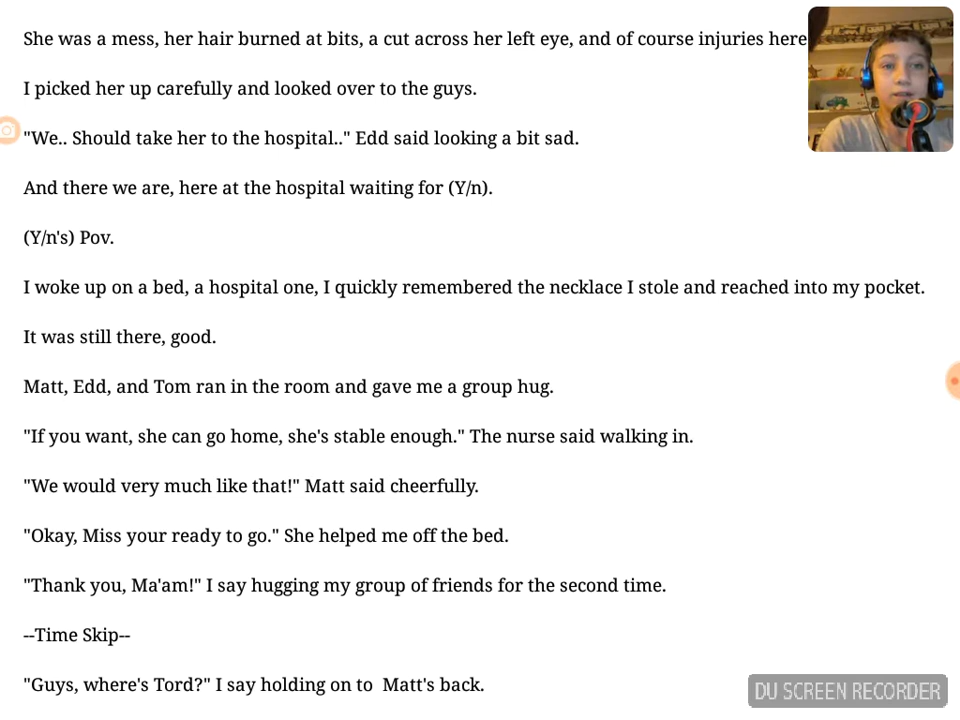 She was a mess, her hair burned at bits, a cut across her left eye, and of course injuries here
I picked her up carefully and looked over to the guys.
"We.. Should take her to the hospital.." Edd said looking a bit sad.
And there we are, here at the hospital waiting for (Y/n).
(Y/n's) Pov.
I woke up on a bed, a hospital one, I quickly remembered the necklace I stole and reached into my pocket.
It was still there, good.
Matt, Edd, and Tom ran in the room and gave me a group hug.
"If you want, she can go home, she's stable enough." The nurse said walking in.
"We would very much like that!" Matt said cheerfully.
"Okay, Miss your ready to go." She helped me off the bed.
"Thank you, Ma'am!" I say hugging my group of friends for the second time.
--Time Skip--
"Guys, where's Tord?" I say holding on to  Matt's back.
DU SCREEN RECORDER